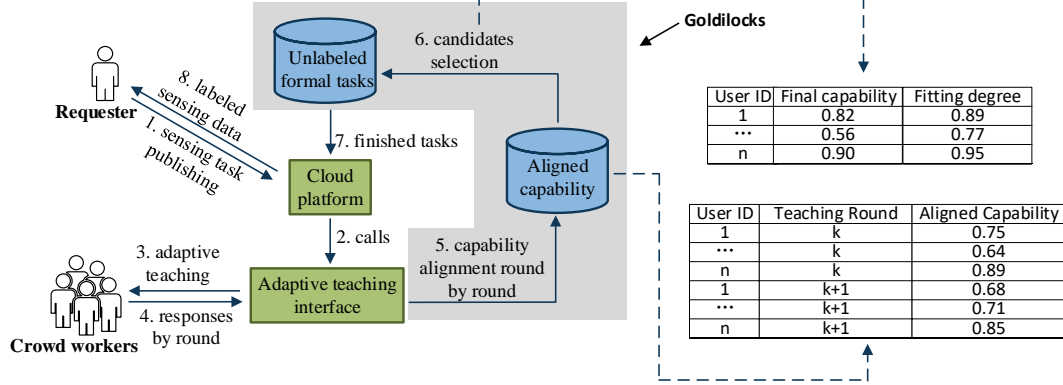 Goldilocks
Unlabeled
formal tasks
6. candidates
selection
Requester
8. labeled
sensing data
1. sensing task
publishing
7. finished tasks
Cloud
platform
Aligned
capability
2. calls
3. adaptive
teaching
Adaptive teaching
interface
5. capability
alignment round
by round
4. responses
by round
Crowd workers
User ID Final capability Fitting degree
1 0.82 0.89
... 0.56 0.77
n 0.90 0.95
User ID Teaching Round Aligned Capability
1 k 0.75
... k 0.64
n k 0.89
1 k+1 0.68
... k+1 0.71
n k+1 0.85